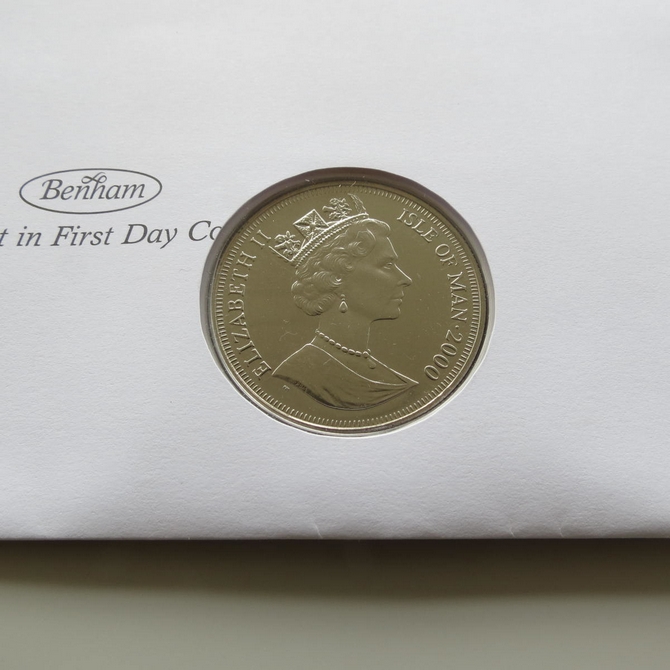 Benham
t in First Day Co
ELIZABETH II
ISLE OF MAN · 2000